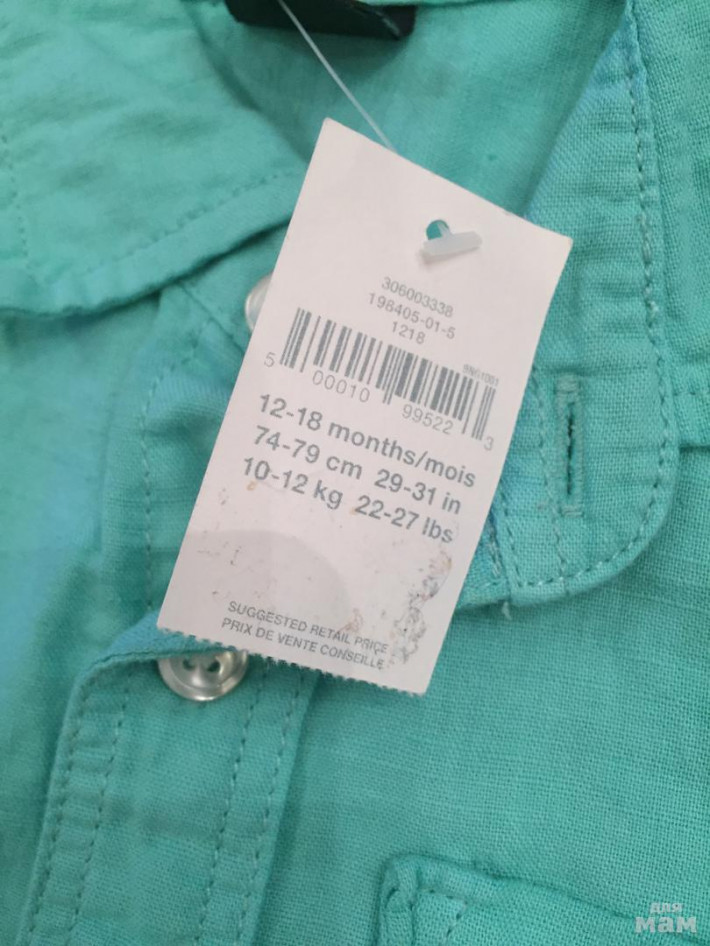 306003338
198405-01-5
1218
5 00010 99522 3
12-18 months/mois
74-79 cm 29-31 in
10-12 kg 22-27 lbs
SUGGESTED RETAIL PRICE
PRIX DE VENTE CONSEILLE
для
мам